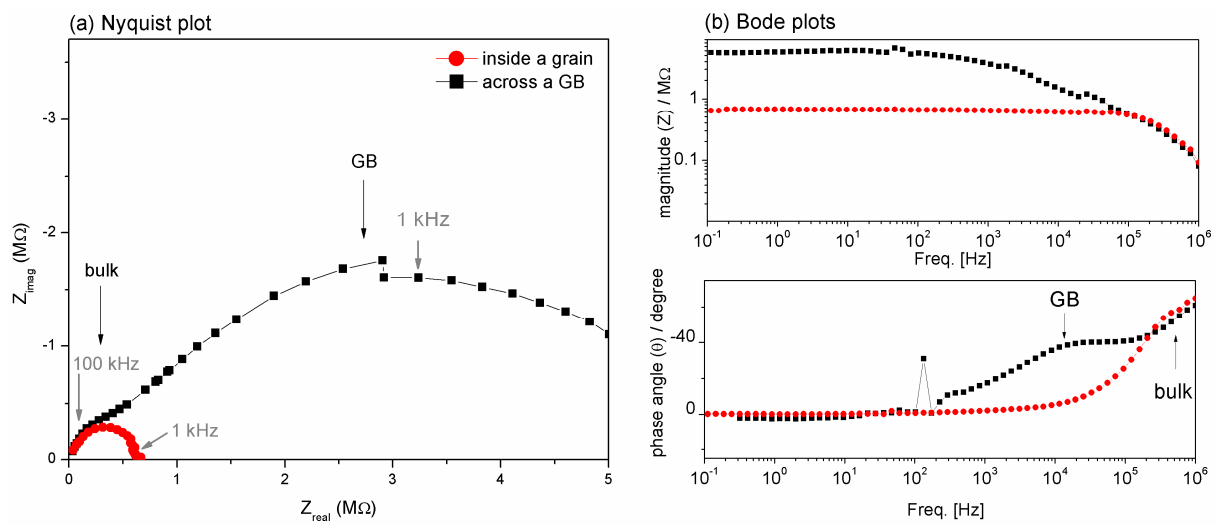 (a) Nyquist plot
inside a grain
across a GB
GB
1 kHz
bulk
100 kHz
1 kHz
-3
-2
-1
0
Z_imag (MΩ)
0 1 2 3 4 5
Z_real (MΩ)
(b) Bode plots
magnitude (Z) / MΩ
1
0.1
10^-1 10^0 10^1 10^2 10^3 10^4 10^5 10^6
Freq. [Hz]
phase angle (θ) / degree
-40
0
GB
bulk
10^-1 10^0 10^1 10^2 10^3 10^4 10^5 10^6
Freq. [Hz]